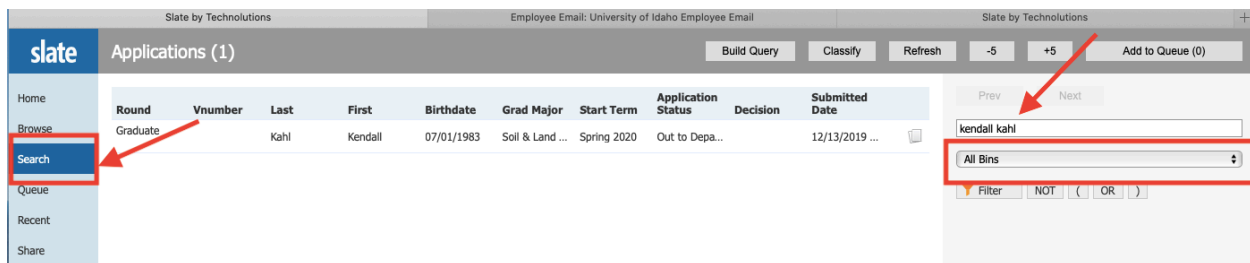 Slate by Technolutions
Employee Email: University of Idaho Employee Email
Slate by Technolutions
+
slate
Applications (1)
Build Query
Classify
Refresh
-5
+5
Add to Queue (0)
Home
Browse
Search
Queue
Recent
Share
Round Vnumber Last First Birthdate Grad Major Start Term Application Status Decision Submitted Date
Graduate Kahl Kendall 07/01/1983 Soil & Land ... Spring 2020 Out to Depa... 12/13/2019 ...
Prev
Next
kendall kahl
All Bins
Filter
NOT
(
OR
)